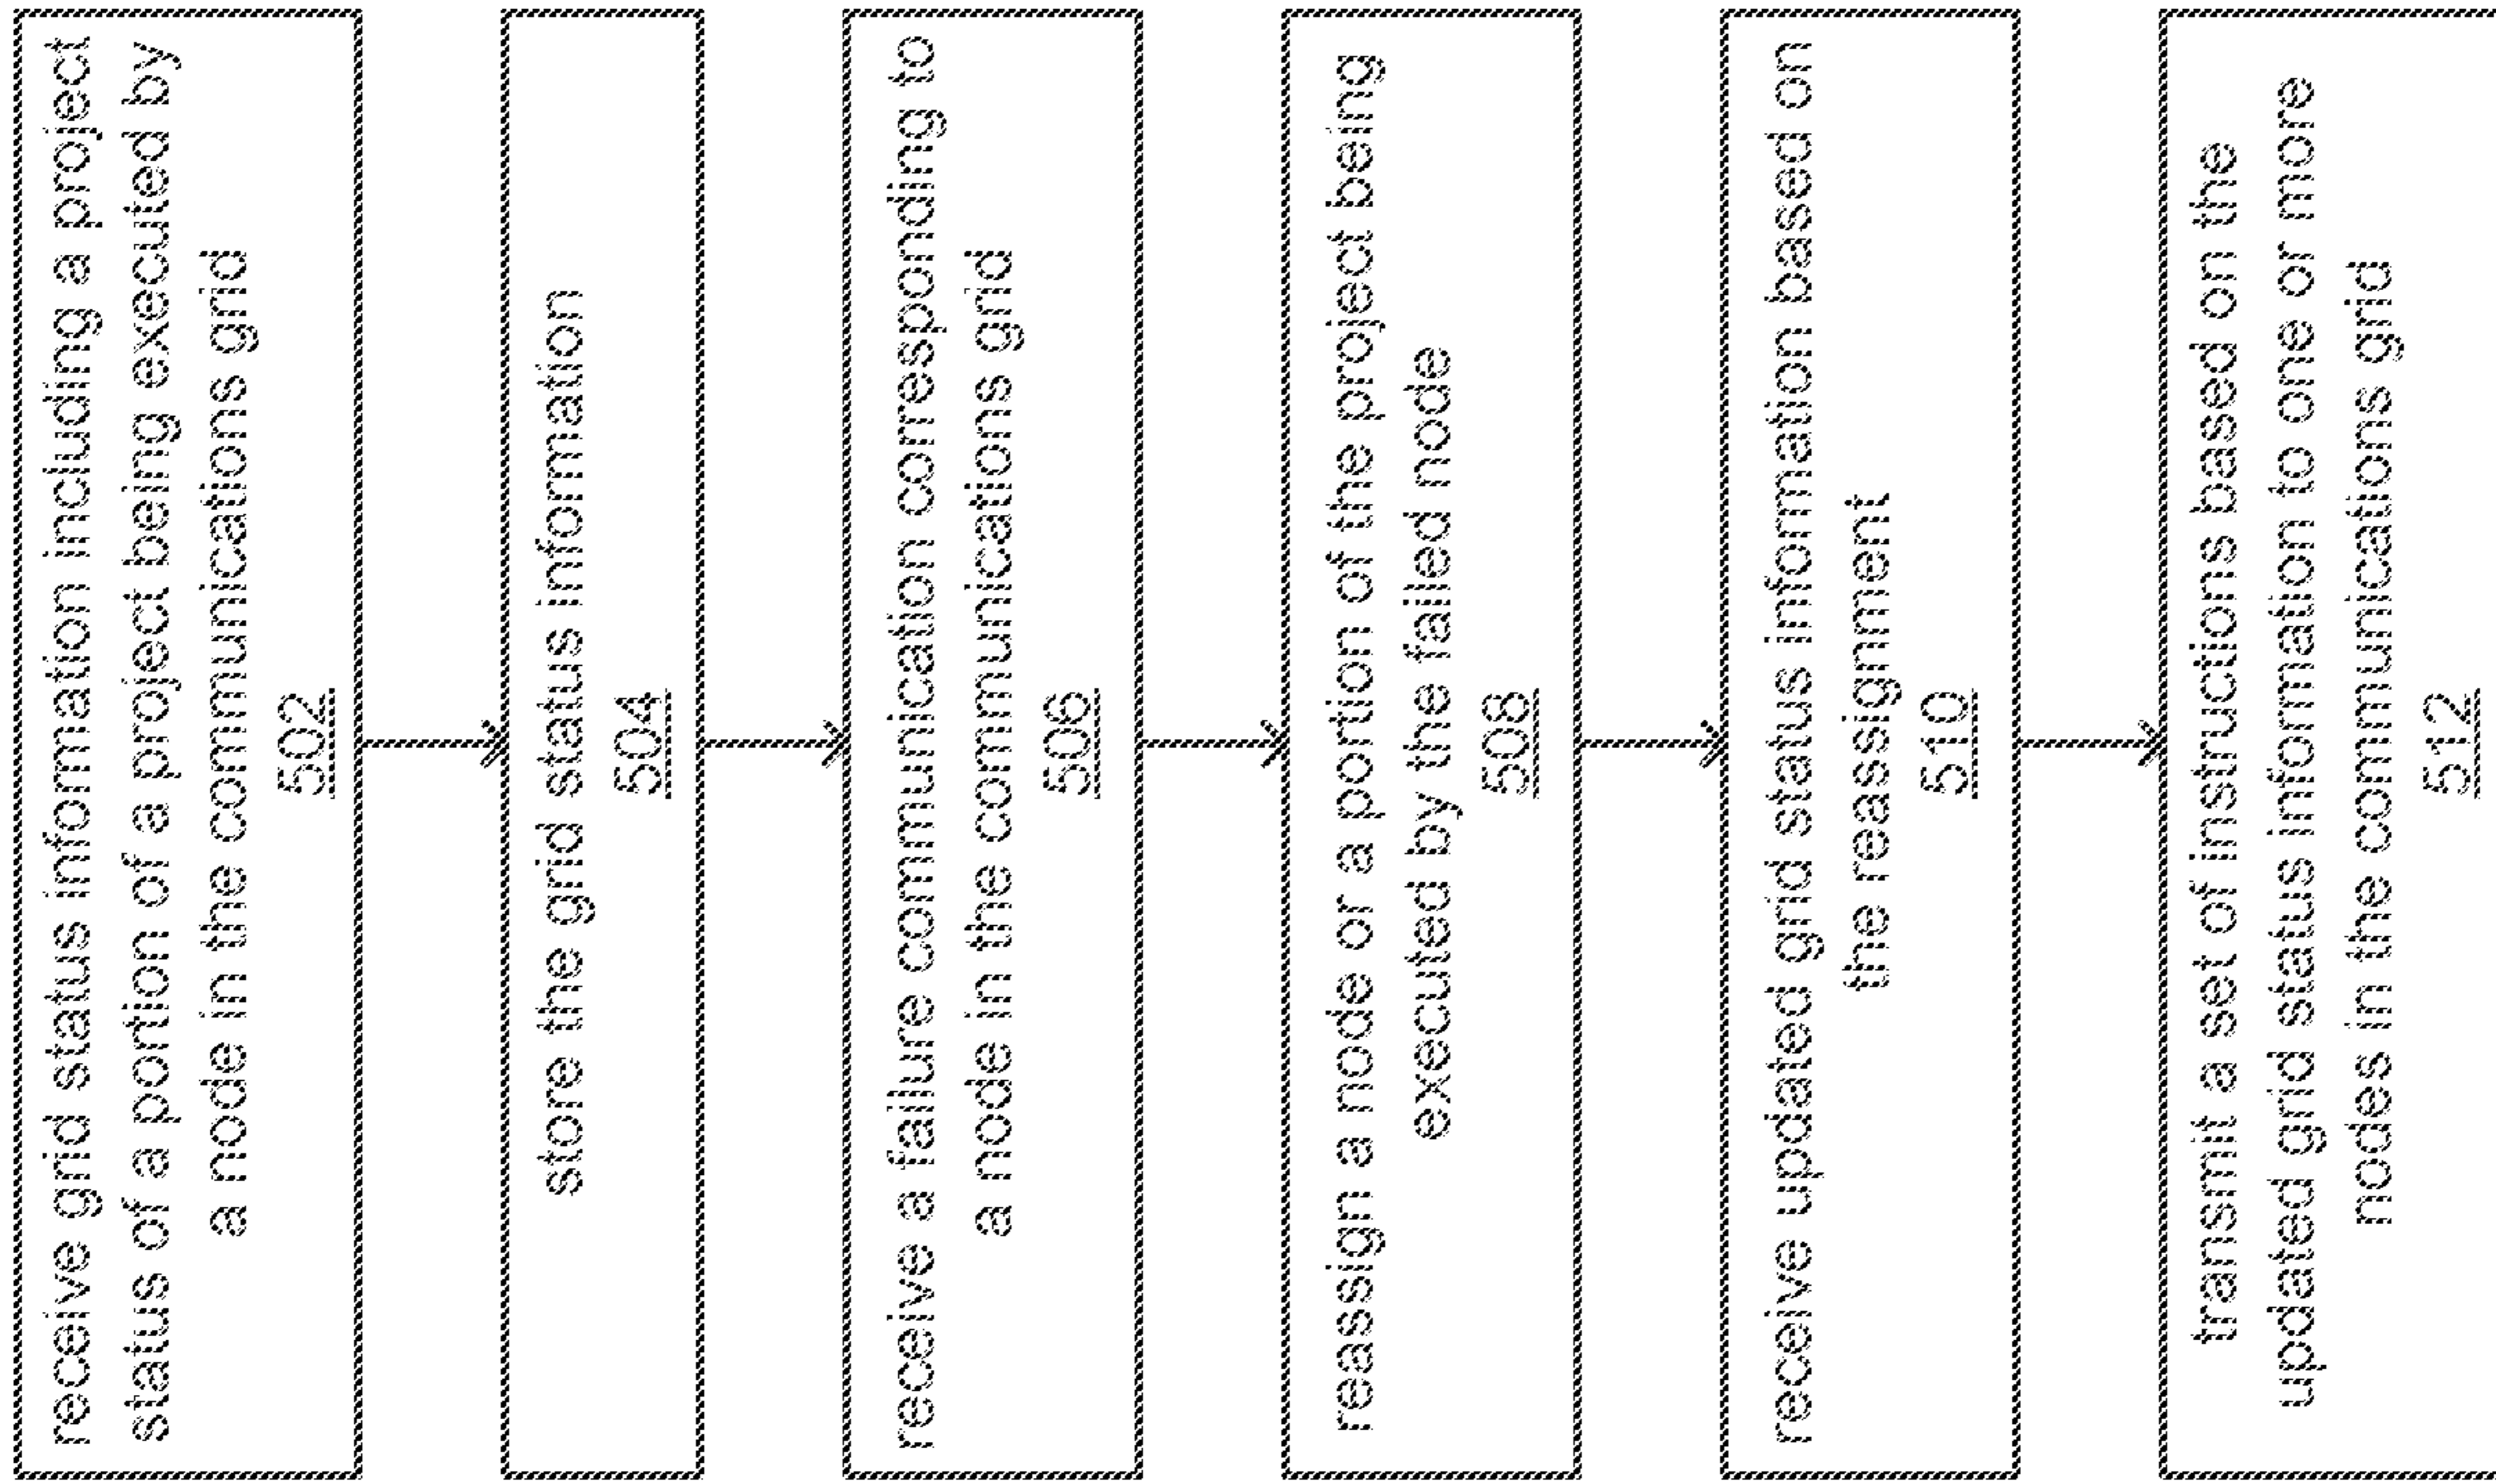 receive grid status information including a project
status of a portion of a project being executed by
a node in the communications grid
502
store the grid status information
504
receive a failure communication corresponding to
a node in the communications grid
506
reassign a node or a portion of the project being
executed by the failed node
508
receive updated grid status information based on
the reassignment
510
transmit a set of instructions based on the
updated grid status information to one or more
nodes in the communications grid
512